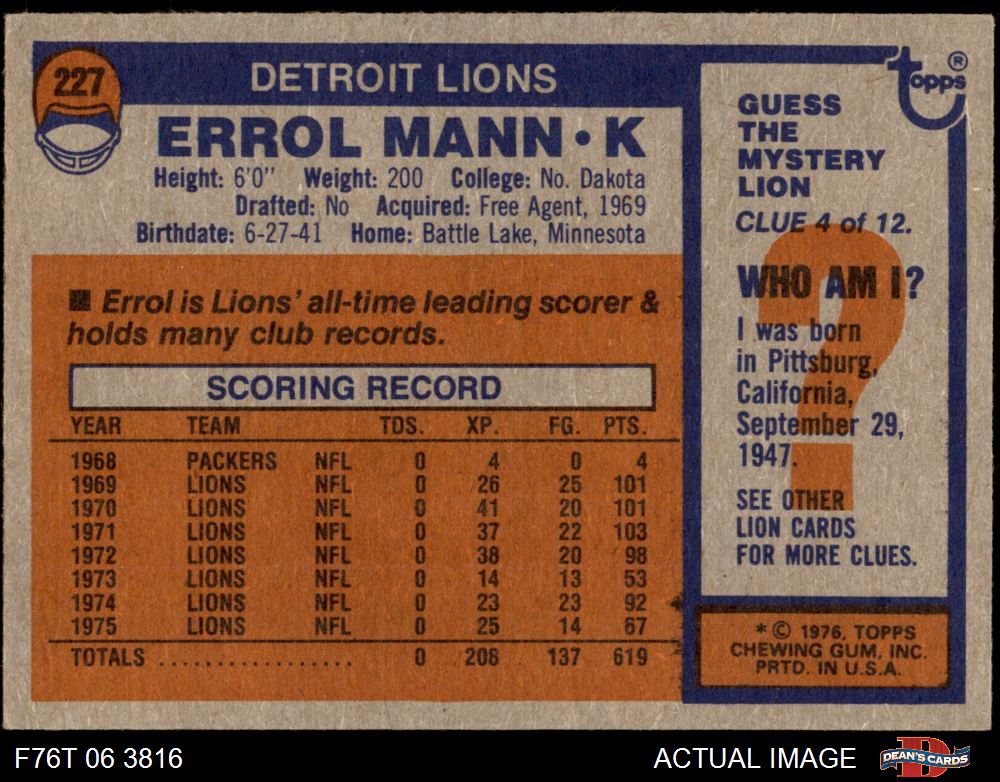 227
DETROIT LIONS
ERROL MANN • K
Height: 6'0" Weight: 200 College: No. Dakota
Drafted: No Acquired: Free Agent, 1969
Birthdate: 6-27-41 Home: Battle Lake, Minnesota
■ Errol is Lions' all-time leading scorer &
holds many club records.
SCORING RECORD
YEAR TEAM TDS. XP. FG. PTS.
1968 PACKERS NFL 0 4 0 4
1969 LIONS NFL 0 26 25 101
1970 LIONS NFL 0 41 20 101
1971 LIONS NFL 0 37 22 103
1972 LIONS NFL 0 38 20 98
1973 LIONS NFL 0 14 13 53
1974 LIONS NFL 0 23 23 92
1975 LIONS NFL 0 25 14 67
TOTALS .................. 0 208 137 619
topps®
GUESS
THE
MYSTERY
LION
CLUE 4 of 12.
?
WHO AM I?
I was born
in Pittsburg,
California,
September 29,
1947.
SEE OTHER
LION CARDS
FOR MORE CLUES.
* © 1976, TOPPS
CHEWING GUM, INC.
PRTD. IN U.S.A.
F76T 06 3816
ACTUAL IMAGE
DEAN'S CARDS